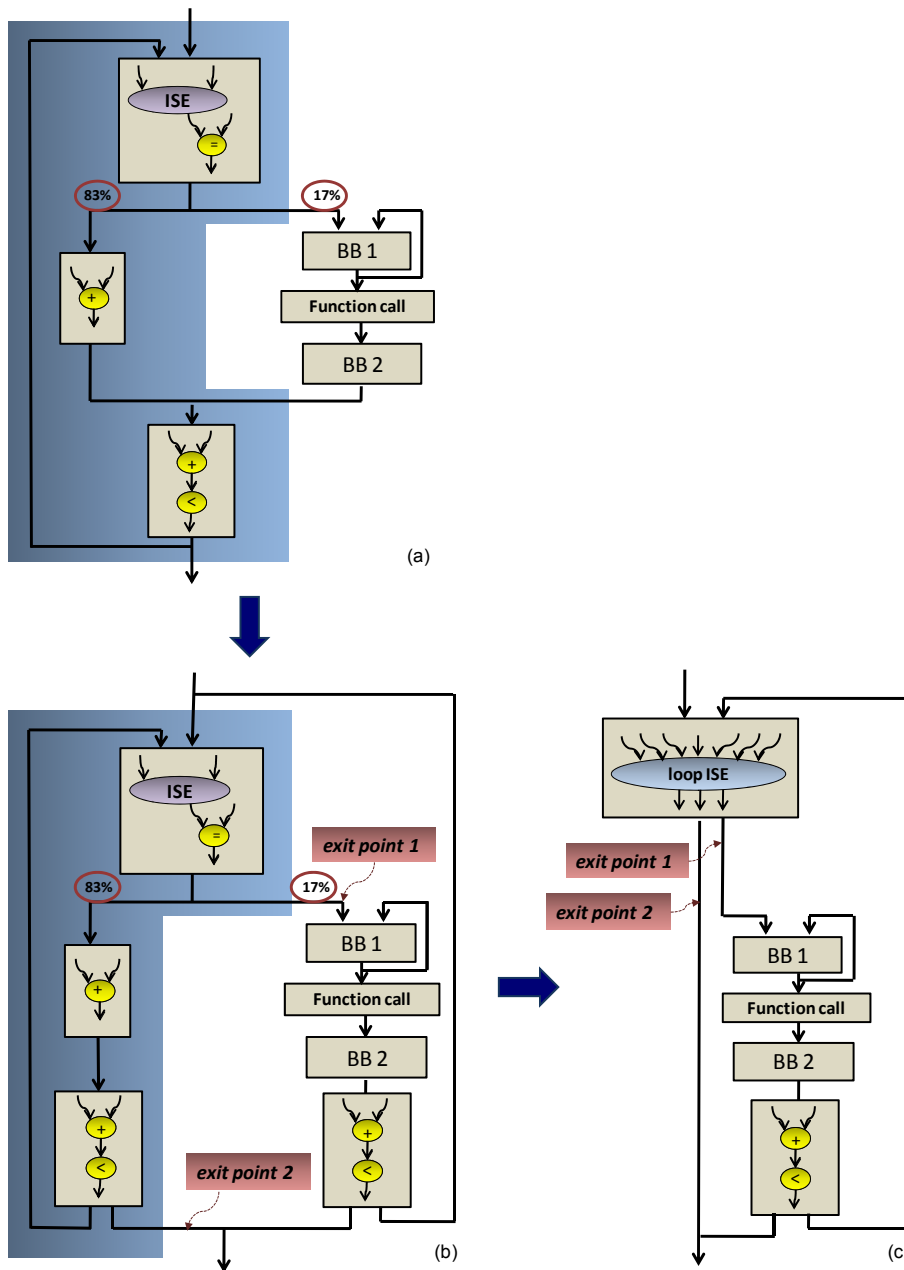 ISE
=
83%
17%
BB 1
+
Function call
BB 2
+
<
(a)
ISE
=
exit point 1
83%
17%
BB 1
+
Function call
BB 2
+
<
+
<
exit point 2
(b)
loop ISE
exit point 1
exit point 2
BB 1
Function call
BB 2
+
<
(c